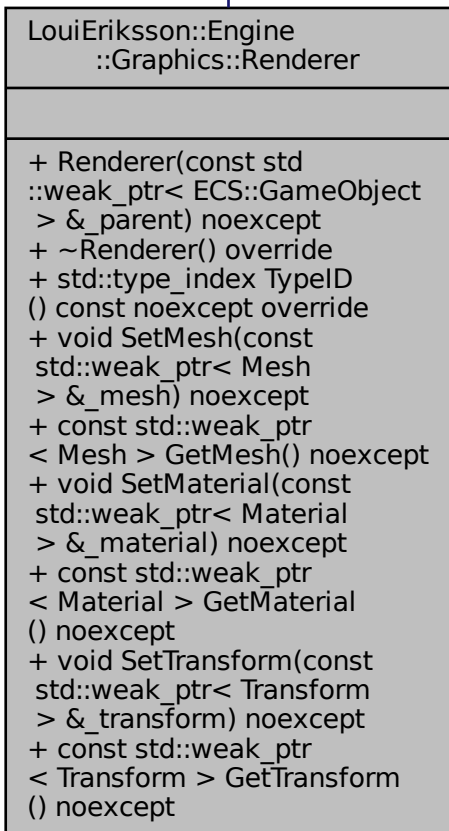 LouiEriksson::Engine
::Graphics::Renderer
+ Renderer(const std
::weak_ptr< ECS::GameObject
> &_parent) noexcept
+ ~Renderer() override
+ std::type_index TypeID
() const noexcept override
+ void SetMesh(const
std::weak_ptr< Mesh
> &_mesh) noexcept
+ const std::weak_ptr
< Mesh > GetMesh() noexcept
+ void SetMaterial(const
std::weak_ptr< Material
> &_material) noexcept
+ const std::weak_ptr
< Material > GetMaterial
() noexcept
+ void SetTransform(const
std::weak_ptr< Transform
> &_transform) noexcept
+ const std::weak_ptr
< Transform > GetTransform
() noexcept